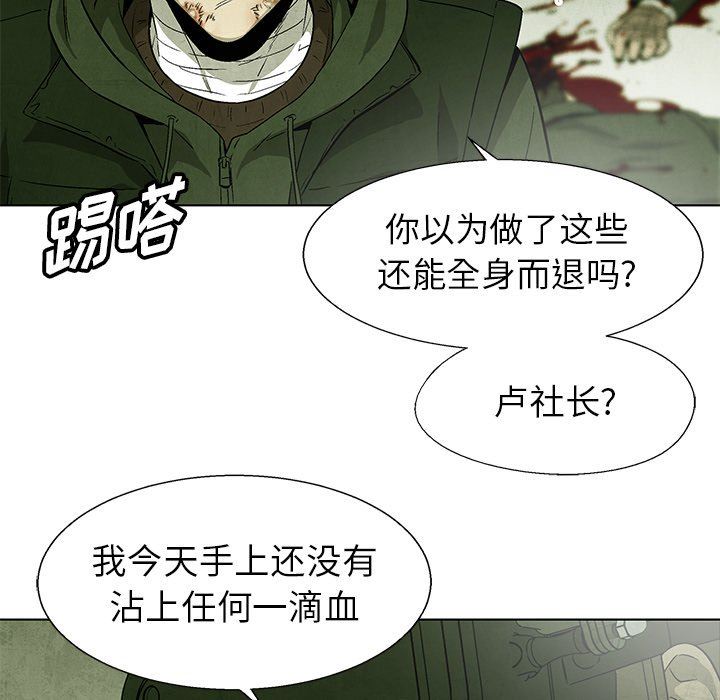 踢嗒
你以为做了这些
还能全身而退吗?
卢社长?
我今天手上还没有
沾上任何一滴血